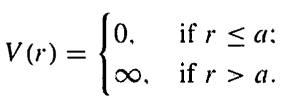 V(r) = { 0, if r ≤ a;
∞, if r > a.